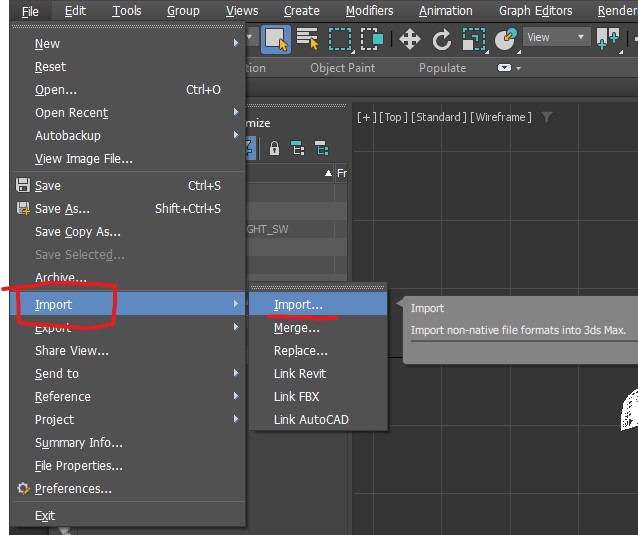 File Edit Tools Group Views Create Modifiers Animation Graph Editors Render
View
tion Object Paint Populate
New
Reset
Open... Ctrl+O
Open Recent
Autobackup
View Image File...
Save Ctrl+S
Save As... Shift+Ctrl+S
Save Copy As...
Save Selected...
Archive...
Import
Export
Share View...
Send to
Reference
Project
Summary Info...
File Properties...
Preferences...
Exit
mize
Fr
GHT_SW
[+] [Top] [Standard] [Wireframe]
Import...
Merge...
Replace...
Link Revit
Link FBX
Link AutoCAD
Import
Import non-native file formats into 3ds Max.